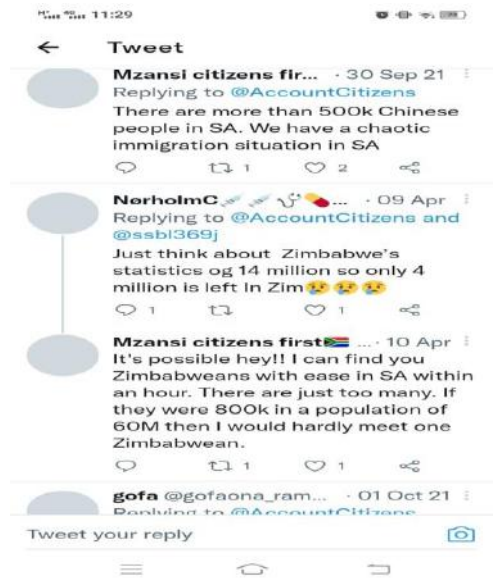 11:29
Tweet
Mzansi citizens fir... · 30 Sep 21
Replying to @AccountCitizens
There are more than 500k Chinese
people in SA. We have a chaotic
immigration situation in SA
1 2
NørholmC💉💉🩺💊... · 09 Apr
Replying to @AccountCitizens and
@ssbl369j
Just think about Zimbabwe's
statistics og 14 million so only 4
million is left In Zim😢😢😢
1 1
Mzansi citizens first🇿🇦 ... · 10 Apr
It's possible hey!! I can find you
Zimbabweans with ease in SA within
an hour. There are just too many. If
they were 800k in a population of
60M then I would hardly meet one
Zimbabwean.
1 1
gofa @gofaona_ram... · 01 Oct 21
Replying to @AccountCitizens
Tweet your reply